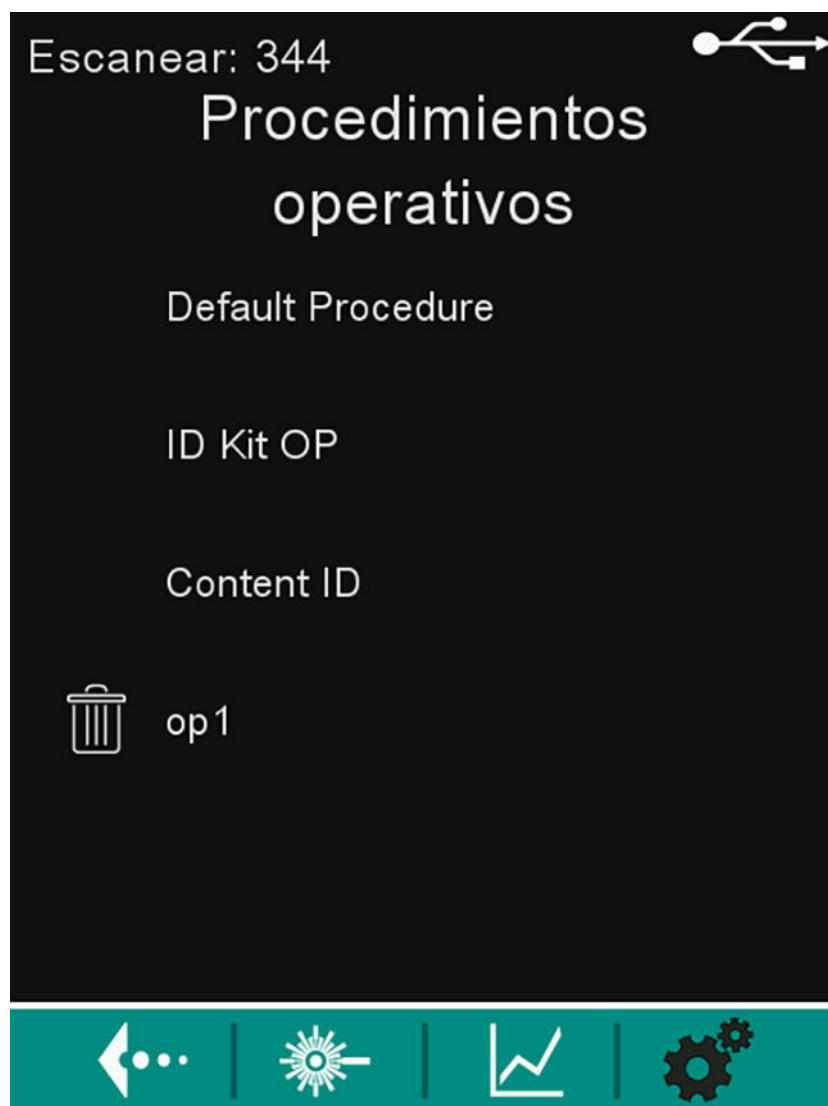 Escanear: 344
Procedimientos
operativos
Default Procedure
ID Kit OP
Content ID
op1